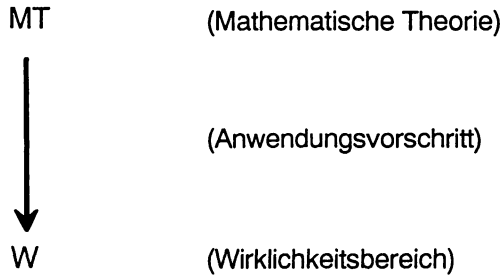 MT (Mathematische Theorie)
(Anwendungsvorschritt)
W (Wirklichkeitsbereich)